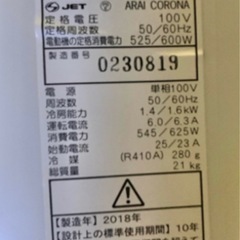 JET ② ARAI CORONA
定格電圧 100V
定格周波数 50/60Hz
電動機の定格消費電力 525/600W
製造番号 0230819
電源 単相100V
周波数 50/60Hz
冷房能力 1.4/1.6kW
運転電流 6.0/6.3A
消費電力 545/625W
始動電流 25/23A
冷媒 (R410A) 280g
総質量 21kg
【製造年】2018年
【設計上の標準使用期間】10年